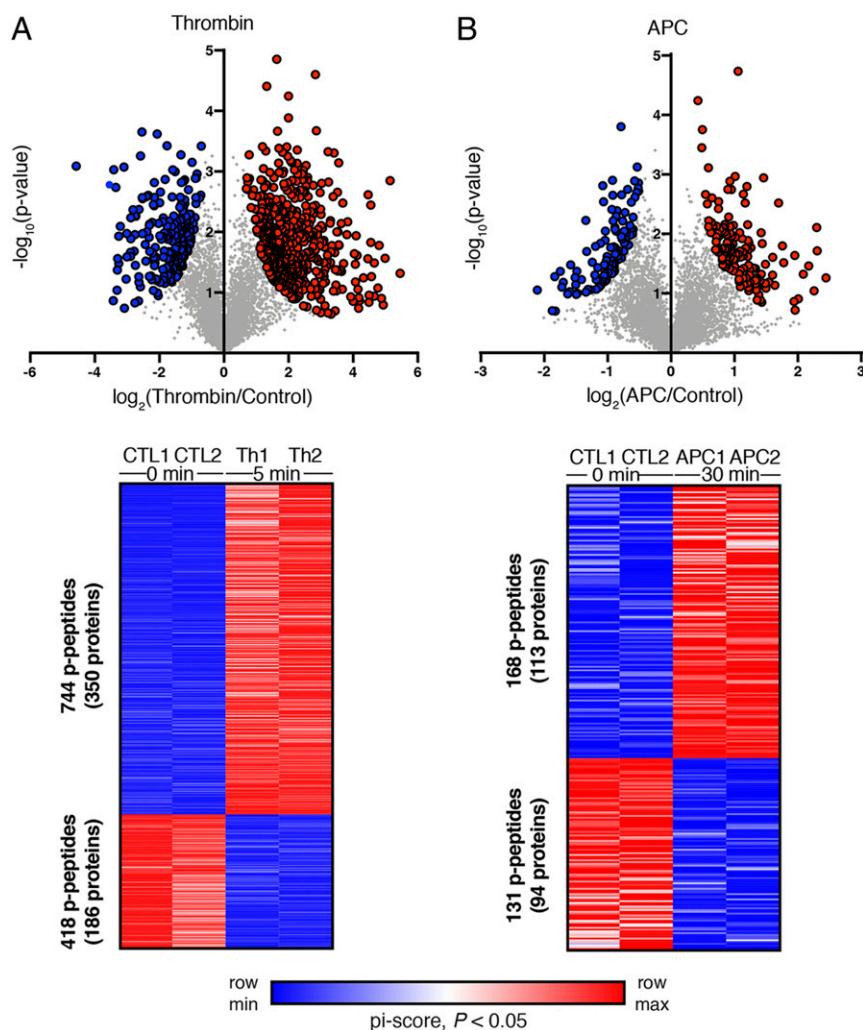 A
Thrombin
5
4
3
2
1
-log10(p-value)
-6 -4 -2 0 2 4 6
log2(Thrombin/Control)
B
APC
5
4
3
2
1
-log10(p-value)
-3 -2 -1 0 1 2 3
log2(APC/Control)
CTL1 CTL2 Th1 Th2
0 min 5 min
744 p-peptides
(350 proteins)
418 p-peptides
(186 proteins)
CTL1 CTL2 APC1 APC2
0 min 30 min
168 p-peptides
(113 proteins)
131 p-peptides
(94 proteins)
row
min
row
max
pi-score, P < 0.05